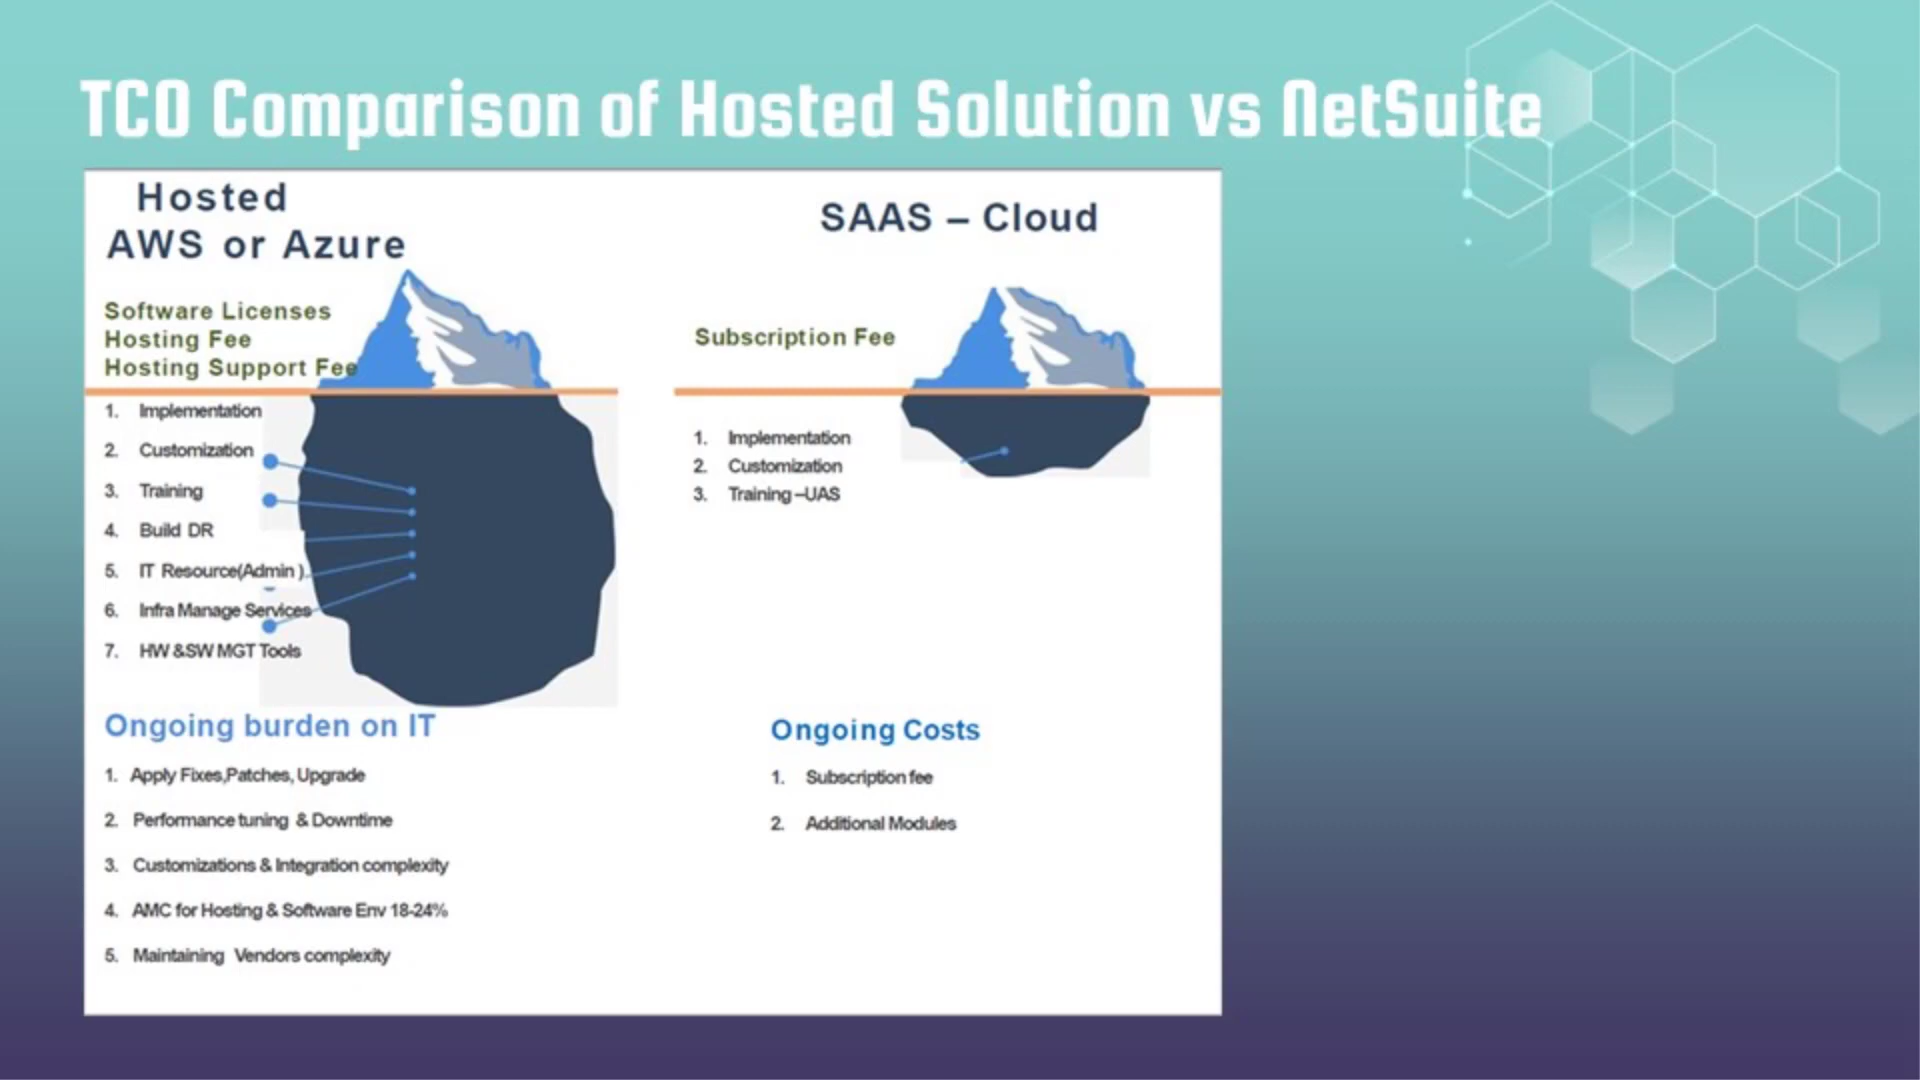 TCO Comparison of Hosted Solution vs NetSuite
Hosted
AWS or Azure
Software Licenses
Hosting Fee
Hosting Support Fee
1. Implementation
2. Customization
3. Training
4. Build DR
5. IT Resource(Admin )
6. Infra Manage Services
7. HW &SW MGT Tools
Ongoing burden on IT
1. Apply Fixes,Patches, Upgrade
2. Performance tuning & Downtime
3. Customizations & Integration complexity
4. AMC for Hosting & Software Env 18-24%
5. Maintaining Vendors complexity
SAAS – Cloud
Subscription Fee
1. Implementation
2. Customization
3. Training –UAS
Ongoing Costs
1. Subscription fee
2. Additional Modules